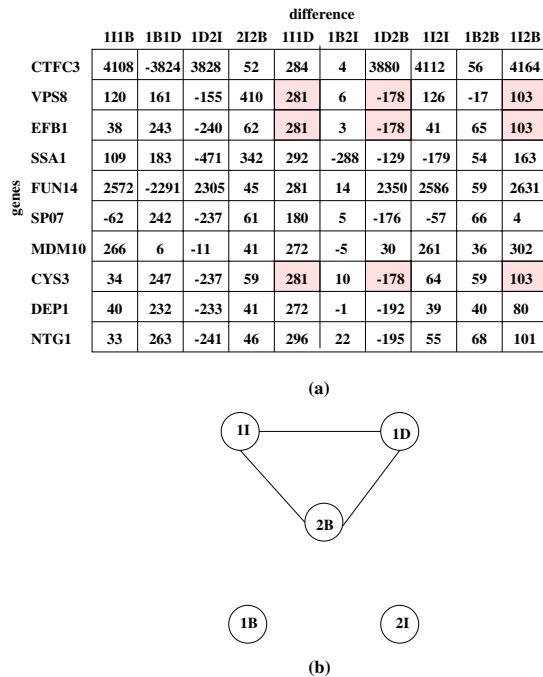 difference
1I1B 1B1D 1D2I 2I2B 1I1D 1B2I 1D2B 1I2I 1B2B 1I2B
genes
CTFC3 4108 -3824 3828 52 284 4 3880 4112 56 4164
VPS8 120 161 -155 410 281 6 -178 126 -17 103
EFB1 38 243 -240 62 281 3 -178 41 65 103
SSA1 109 183 -471 342 292 -288 -129 -179 54 163
FUN14 2572 -2291 2305 45 281 14 2350 2586 59 2631
SP07 -62 242 -237 61 180 5 -176 -57 66 4
MDM10 266 6 -11 41 272 -5 30 261 36 302
CYS3 34 247 -237 59 281 10 -178 64 59 103
DEP1 40 232 -233 41 272 -1 -192 39 40 80
NTG1 33 263 -241 46 296 22 -195 55 68 101
(a)
1I 1D
2B
1B 2I
(b)